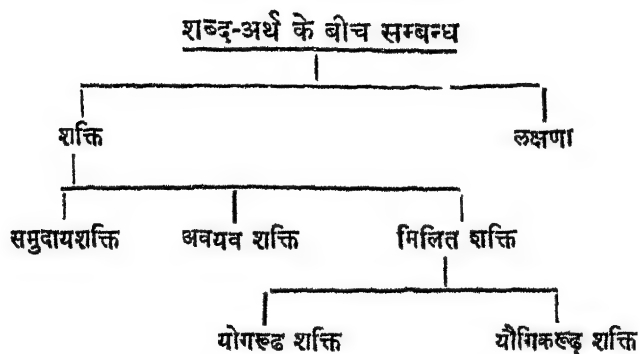 शब्द-अर्थ के बीच सम्बन्ध
शक्ति लक्षणा
समुदायशक्ति अवयव शक्ति मिलित शक्ति
योगरूढ शक्ति यौगिकरूढ़ शक्ति